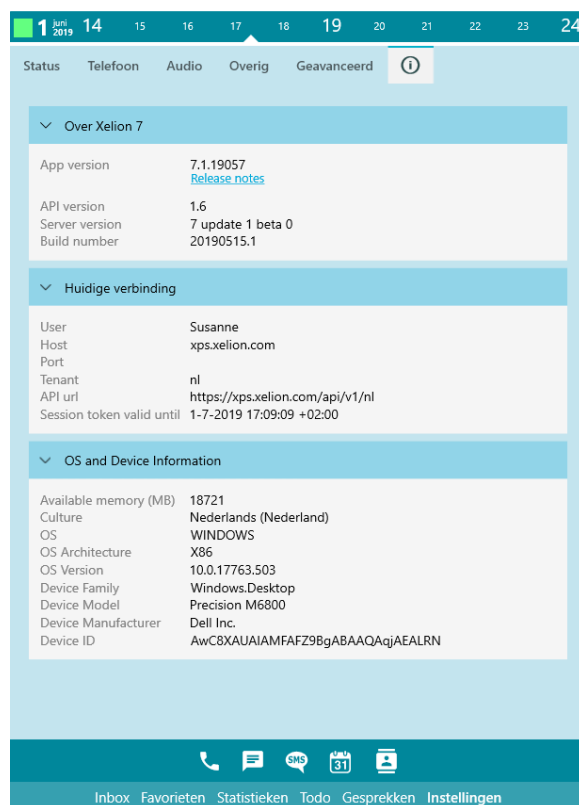 1 juni 2019 14 15 16 17 18 19 20 21 22 23 24
Status Telefoon Audio Overig Geavanceerd
Over Xelion 7
App version 7.1.19057
Release notes
API version 1.6
Server version 7 update 1 beta 0
Build number 20190515.1
Huidige verbinding
User Susanne
Host xps.xelion.com
Port
Tenant nl
API url https://xps.xelion.com/api/v1/nl
Session token valid until 1-7-2019 17:09:09 +02:00
OS and Device Information
Available memory (MB) 18721
Culture Nederlands (Nederland)
OS WINDOWS
OS Architecture X86
OS Version 10.0.17763.503
Device Family Windows.Desktop
Device Model Precision M6800
Device Manufacturer Dell Inc.
Device ID AwC8XAUAIAMFAFZ9BgABAAQAqjAEALRN
SMS 31
Inbox Favorieten Statistieken Todo Gesprekken Instellingen